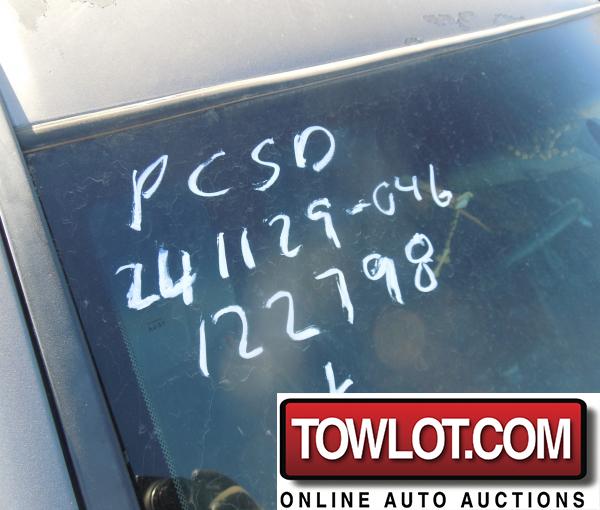 PCSD
241129-046
122798
k
TOWLOT.COM
ONLINE AUTO AUCTIONS